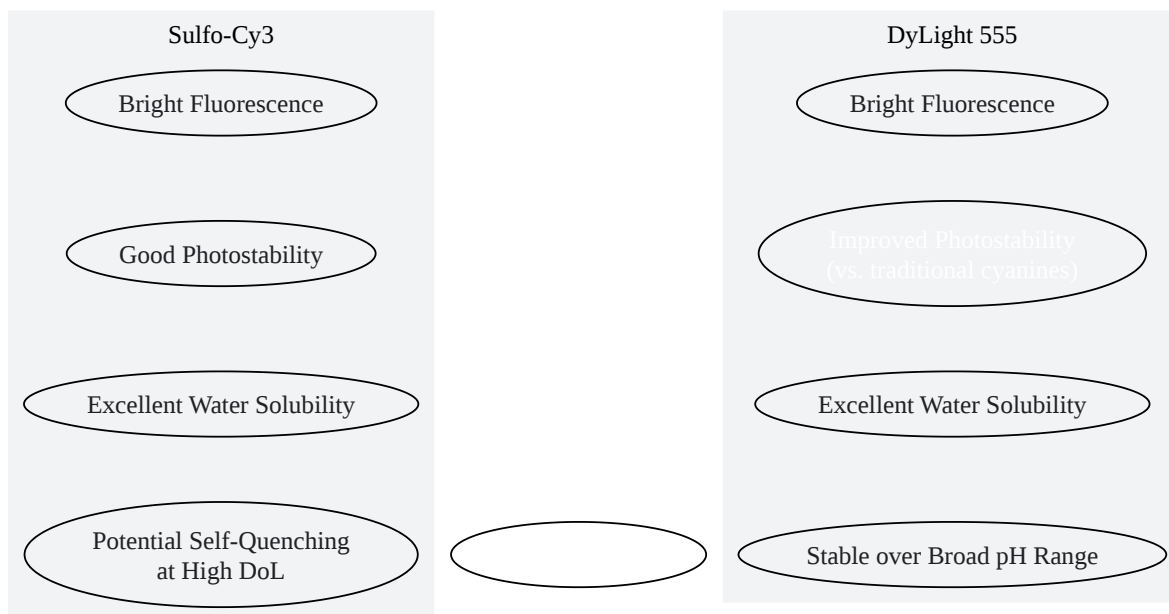 Sulfo-Cy3
Bright Fluorescence
Good Photostability
Excellent Water Solubility
Potential Self-Quenching
at High DoL
DyLight 555
Bright Fluorescence
Improved Photostability
(vs. traditional cyanines)
Excellent Water Solubility
Stable over Broad pH Range